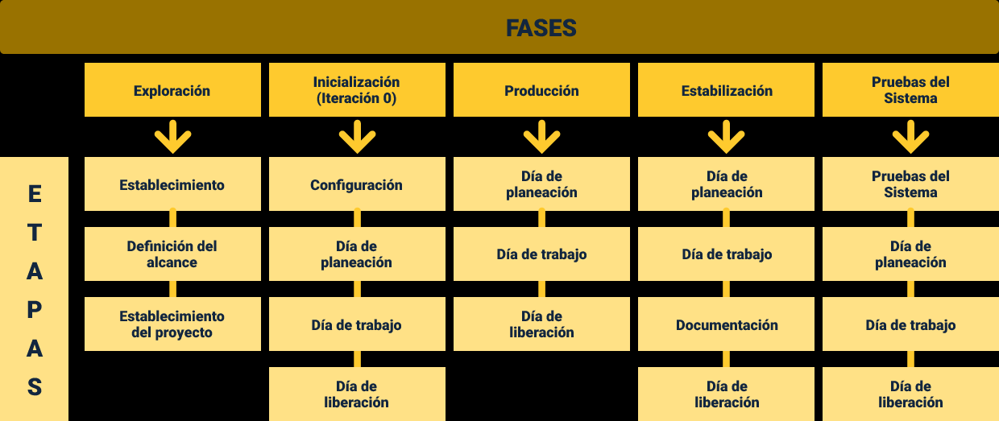 FASES
Exploración
Inicialización
(Iteración 0)
Producción
Estabilización
Pruebas del
Sistema
E
T
A
P
A
S
Establecimiento
Configuración
Día de
planeación
Día de
planeación
Pruebas del
Sistema
Definición del
alcance
Día de
planeación
Día de trabajo
Día de trabajo
Día de
planeación
Establecimiento
del proyecto
Día de trabajo
Día de
liberación
Documentación
Día de trabajo
Día de
liberación
Día de
liberación
Día de
liberación